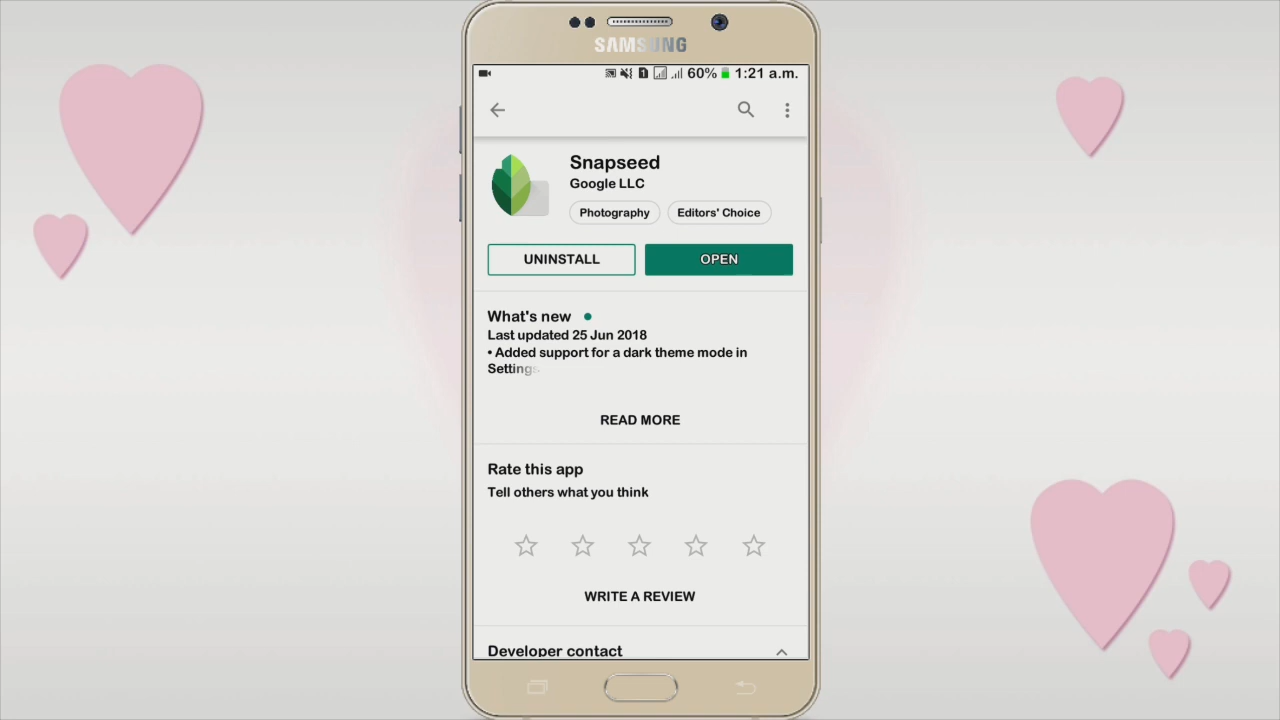 SAMSUNG
60% 1:21 a.m.
Snapseed
Google LLC
Photography Editors' Choice
UNINSTALL OPEN
What's new
Last updated 25 Jun 2018
• Added support for a dark theme mode in
Settings
READ MORE
Rate this app
Tell others what you think
WRITE A REVIEW
Developer contact